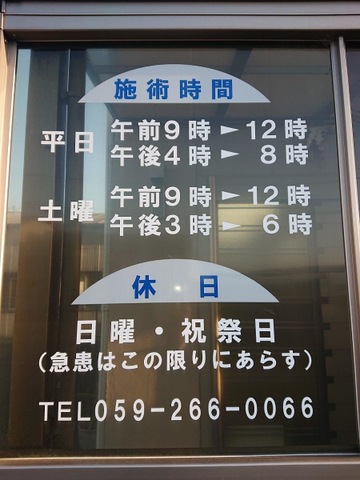 施術時間
平日 午前9時►12時
午後4時► 8時
土曜 午前9時►12時
午後3時► 6時
休日
日曜・祝祭日
(急患はこの限りにあらす)
TEL059-266-0066